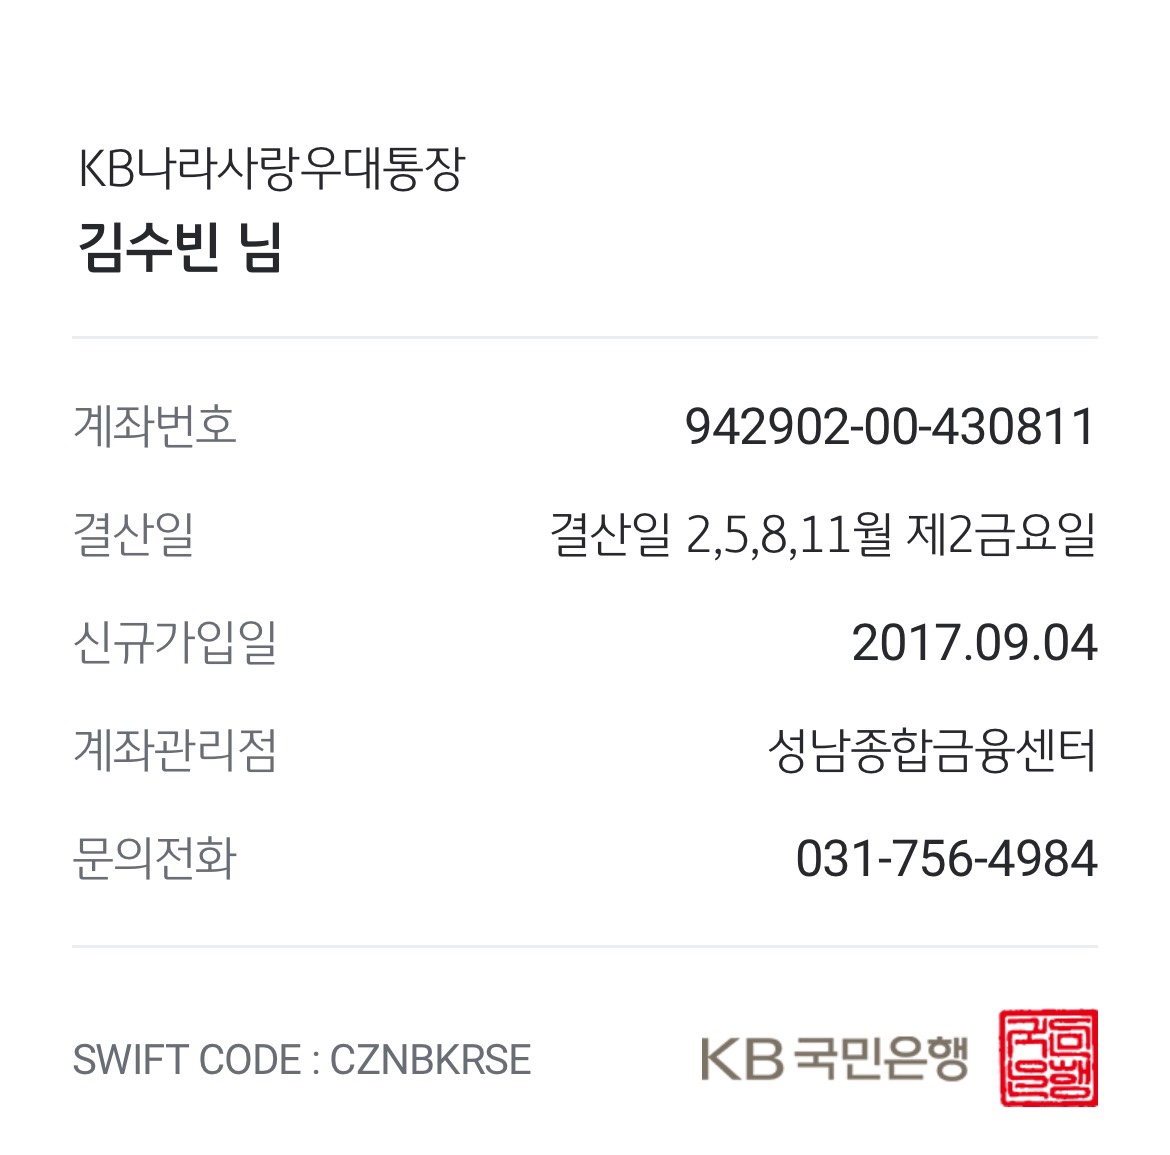 KB나라사랑우대통장
김수빈 님
계좌번호 942902-00-430811
결산일 결산일 2,5,8,11월 제2금요일
신규가입일 2017.09.04
계좌관리점 성남종합금융센터
문의전화 031-756-4984
SWIFT CODE : CZNBKRSE KB국민은행
국민은행